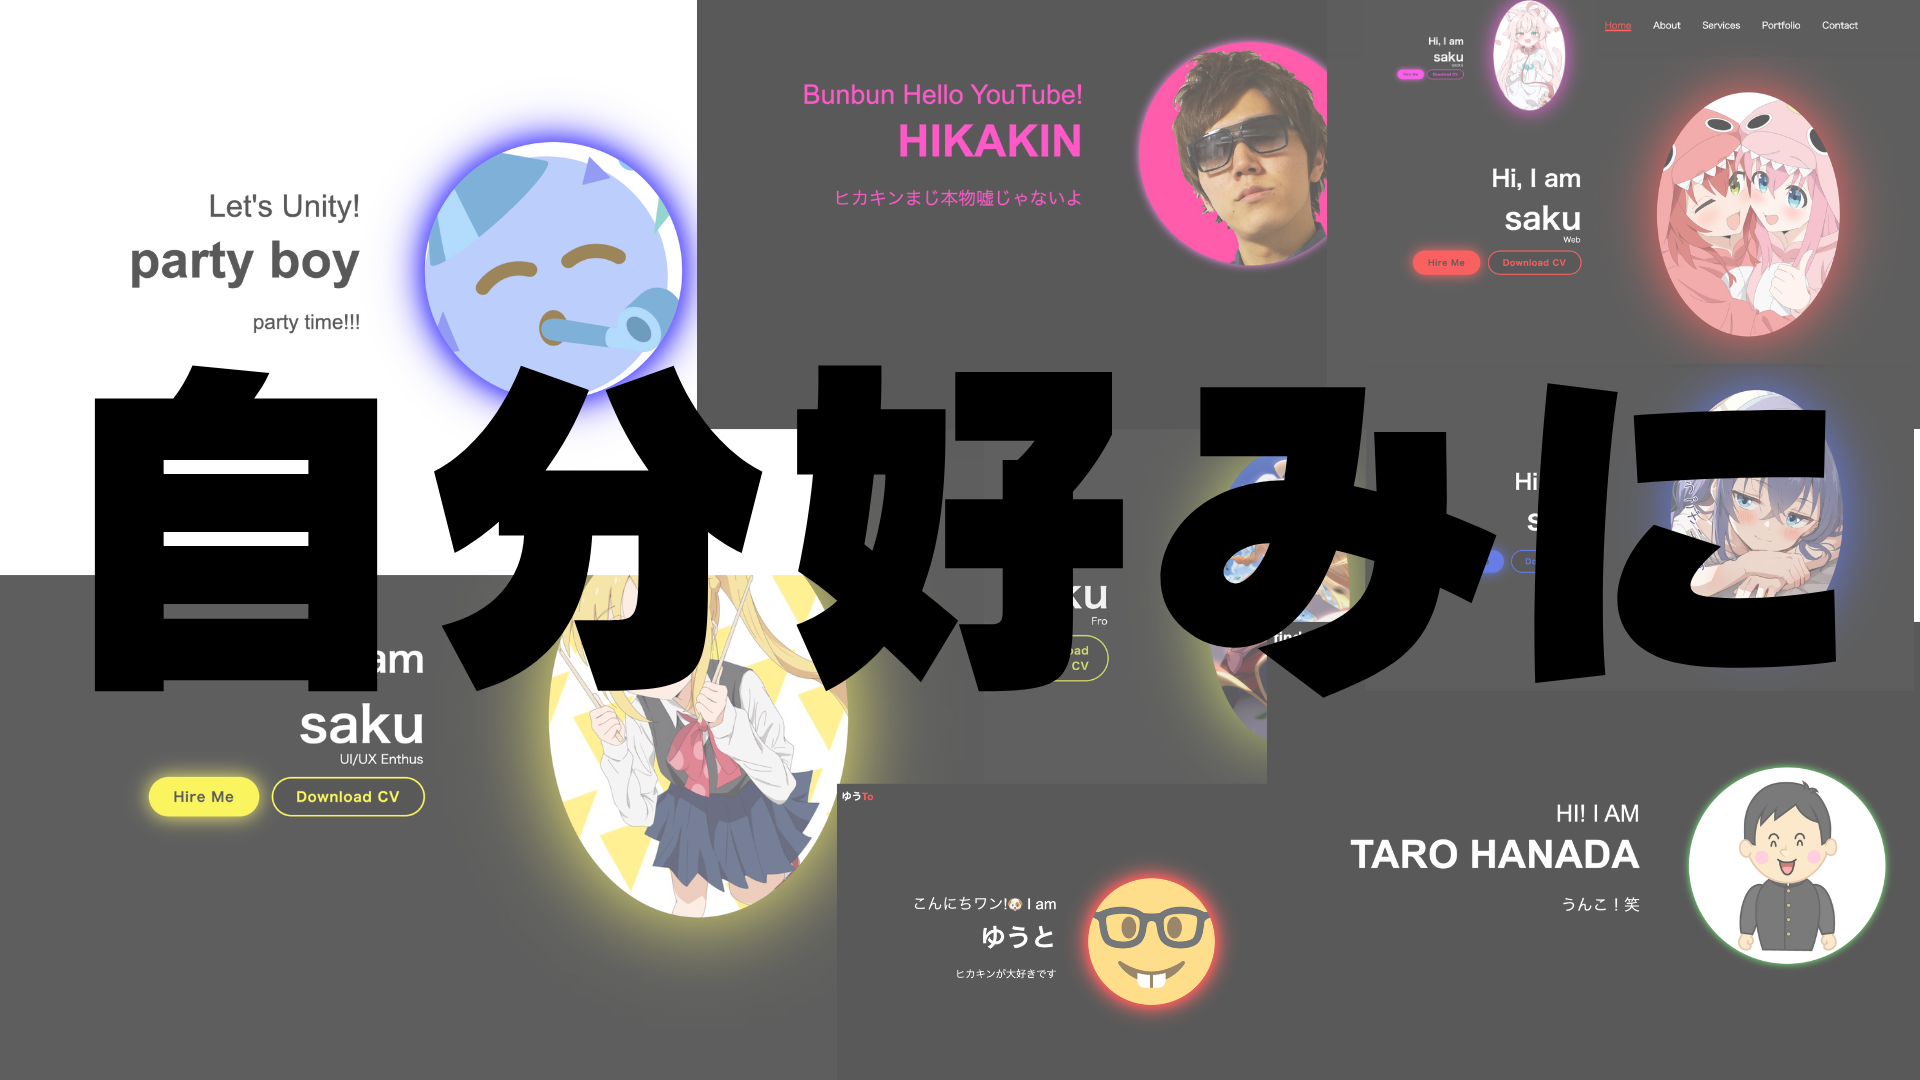 Let's Unity!
party boy
party time!!!
Bunbun Hello YouTube!
HIKAKIN
ヒカキンまじ本物嘘じゃないよ
Hi, I am
saku
Hire Me
Download CV
Home
About
Services
Portfolio
Contact
Hi, I am
saku
Web
Hire Me
Download CV
自分好みに
Hi
s
Do
am
saku
UI/UX Enthus
Hire Me
Download CV
ku
Fro
oad
CV
find
ゆうTo
こんにちワン!🐶 I am
ゆうと
ヒカキンが大好きです
HI! I AM
TARO HANADA
うんこ！笑